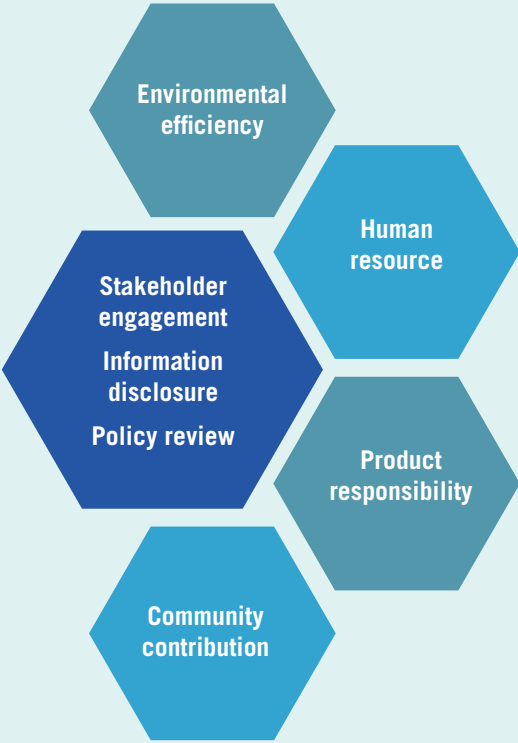 Environmental
efficiency
Human
resource
Stakeholder
engagement
Information
disclosure
Policy review
Product
responsibility
Community
contribution